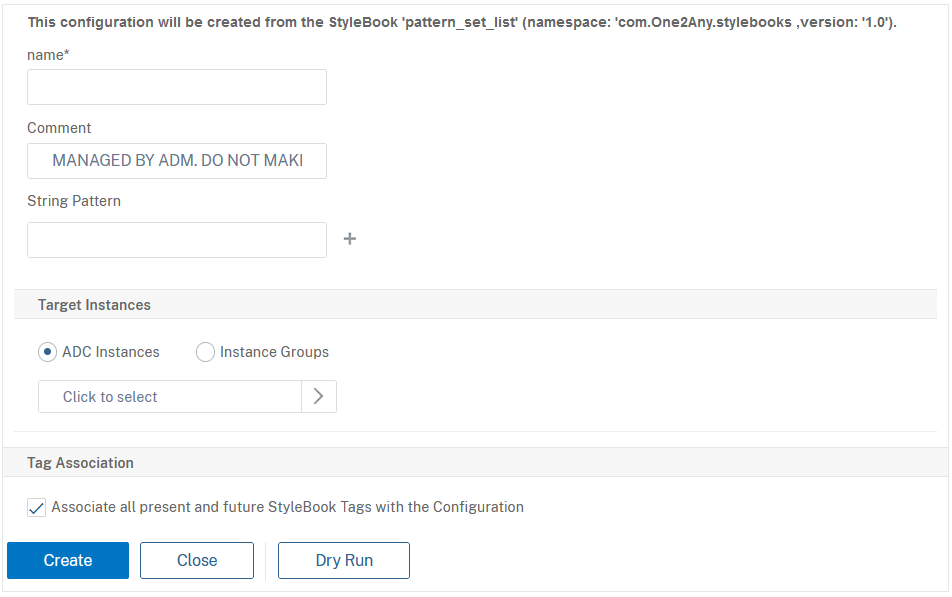 This configuration will be created from the StyleBook 'pattern_set_list' (namespace: 'com.One2Any.stylebooks ,version: '1.0').
name*
Comment
MANAGED BY ADM. DO NOT MAKI
String Pattern
+
Target Instances
ADC Instances Instance Groups
Click to select
Tag Association
Associate all present and future StyleBook Tags with the Configuration
Create Close Dry Run